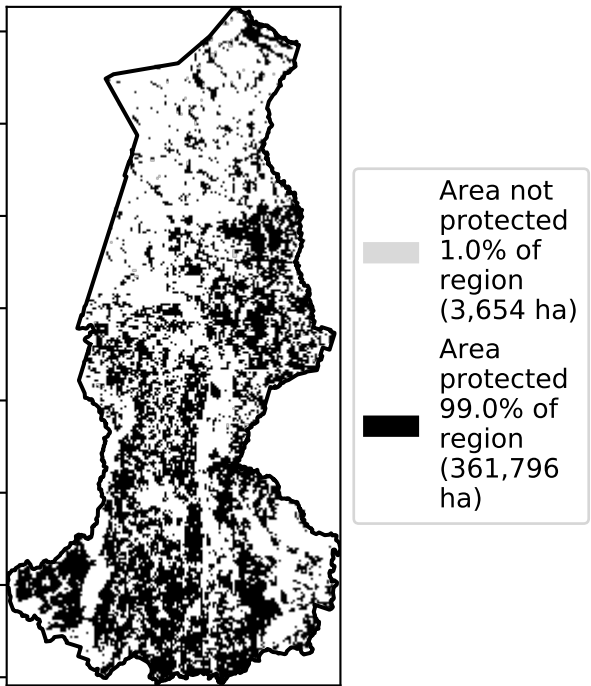 Area not
protected
1.0% of
region
(3,654 ha)
Area
protected
99.0% of
region
(361,796
ha)